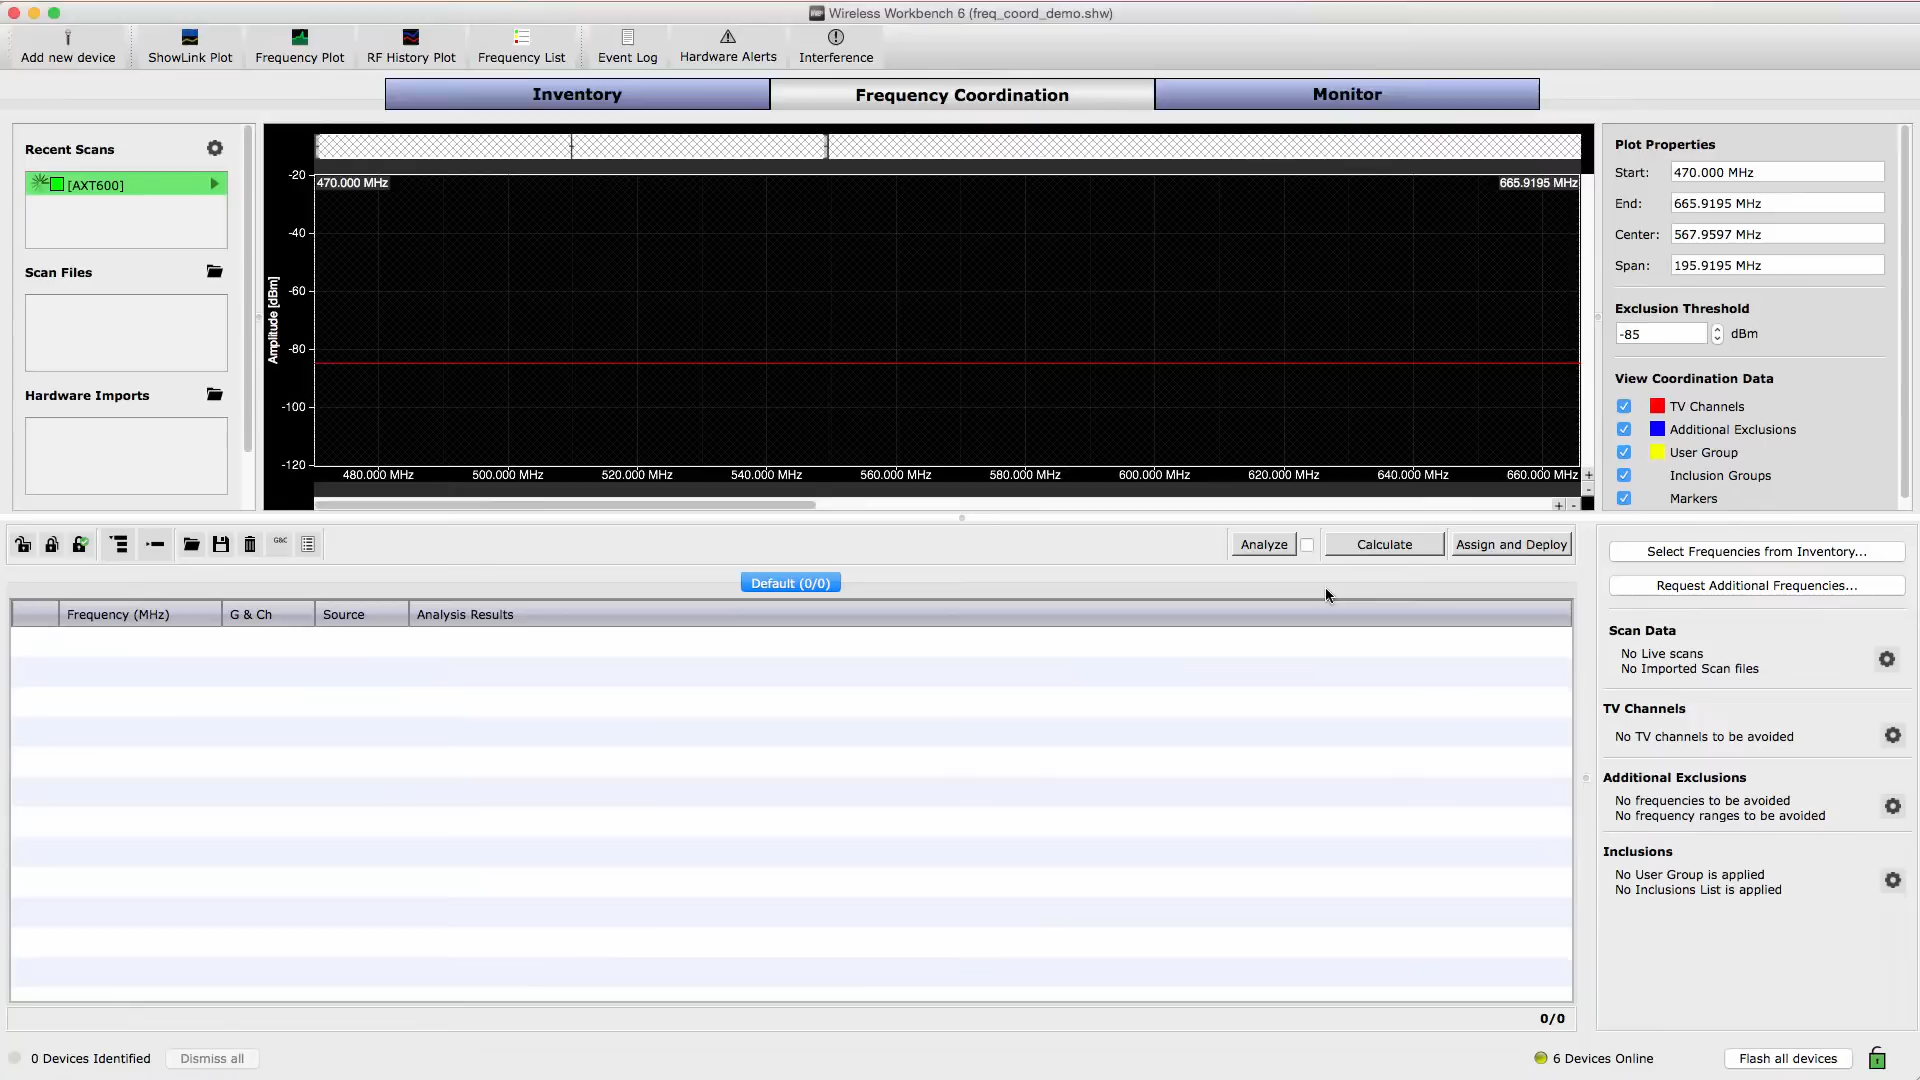 Wireless Workbench 6 (freq_coord_demo.shw)
Add new device
ShowLink Plot
Frequency Plot
RF History Plot
Frequency List
Event Log
Hardware Alerts
Interference
Inventory
Frequency Coordination
Monitor
Recent Scans
[AXT600]
Scan Files
Hardware Imports
Amplitude [dBm]
-20
-40
-60
-80
-100
-120
470.000 MHz
665.9195 MHz
480.000 MHz
500.000 MHz
520.000 MHz
540.000 MHz
560.000 MHz
580.000 MHz
600.000 MHz
620.000 MHz
640.000 MHz
660.000 MHz
+
-
+ -
Plot Properties
Start: 470.000 MHz
End: 665.9195 MHz
Center: 567.9597 MHz
Span: 195.9195 MHz
Exclusion Threshold
-85 dBm
View Coordination Data
TV Channels
Additional Exclusions
User Group
Inclusion Groups
Markers
G&C
Analyze
Calculate
Assign and Deploy
Default (0/0)
Frequency (MHz)
G & Ch
Source
Analysis Results
0/0
Select Frequencies from Inventory...
Request Additional Frequencies...
Scan Data
No Live scans
No Imported Scan files
TV Channels
No TV channels to be avoided
Additional Exclusions
No frequencies to be avoided
No frequency ranges to be avoided
Inclusions
No User Group is applied
No Inclusions List is applied
0 Devices Identified
Dismiss all
6 Devices Online
Flash all devices